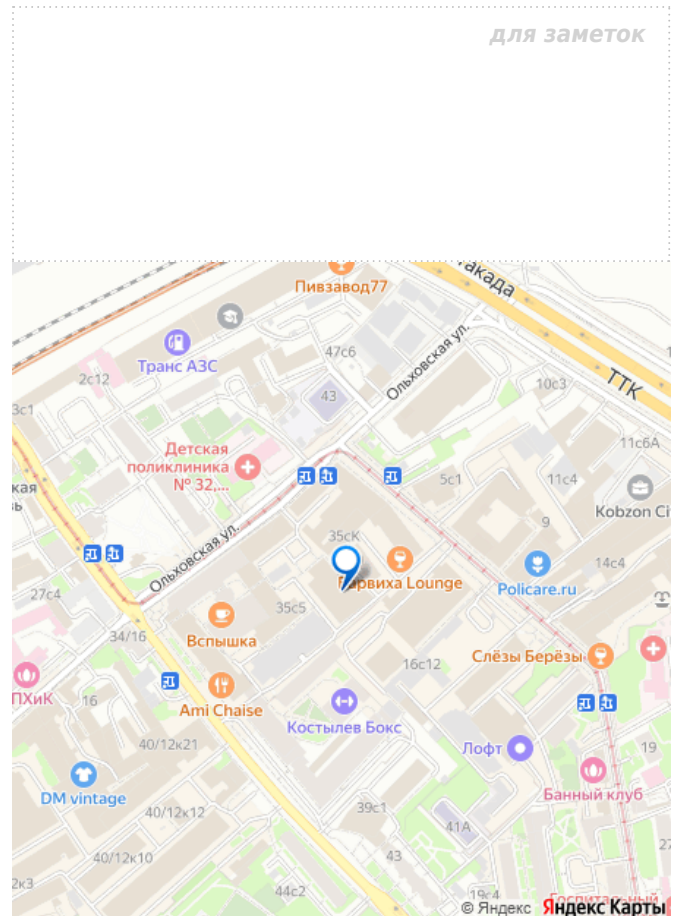 для заметок
Пивзавод77
Транс АЗС
47с6
Ольховская ул.
2с12
43
10с3
ТТК
3с1
Детская
поликлиника
№ 32,...
11с6А
5с1
11с4
Kobzon Ci
35сК
9
Ольховская ул.
Lounge
Policare.ru
14с4
27с4
35с5
34/16
Вспышка
16с12
Слёзы Берёзы
ПХиК
16
Ami Chaise
Костылев Бокс
40/12к21
Лофт
19
DM vintage
Банный клуб
40/12к12
39с1
41А
40/12к10
43
27
2к3
44с2
19с4
Госпитальный
© Яндекс Яндекс Карты